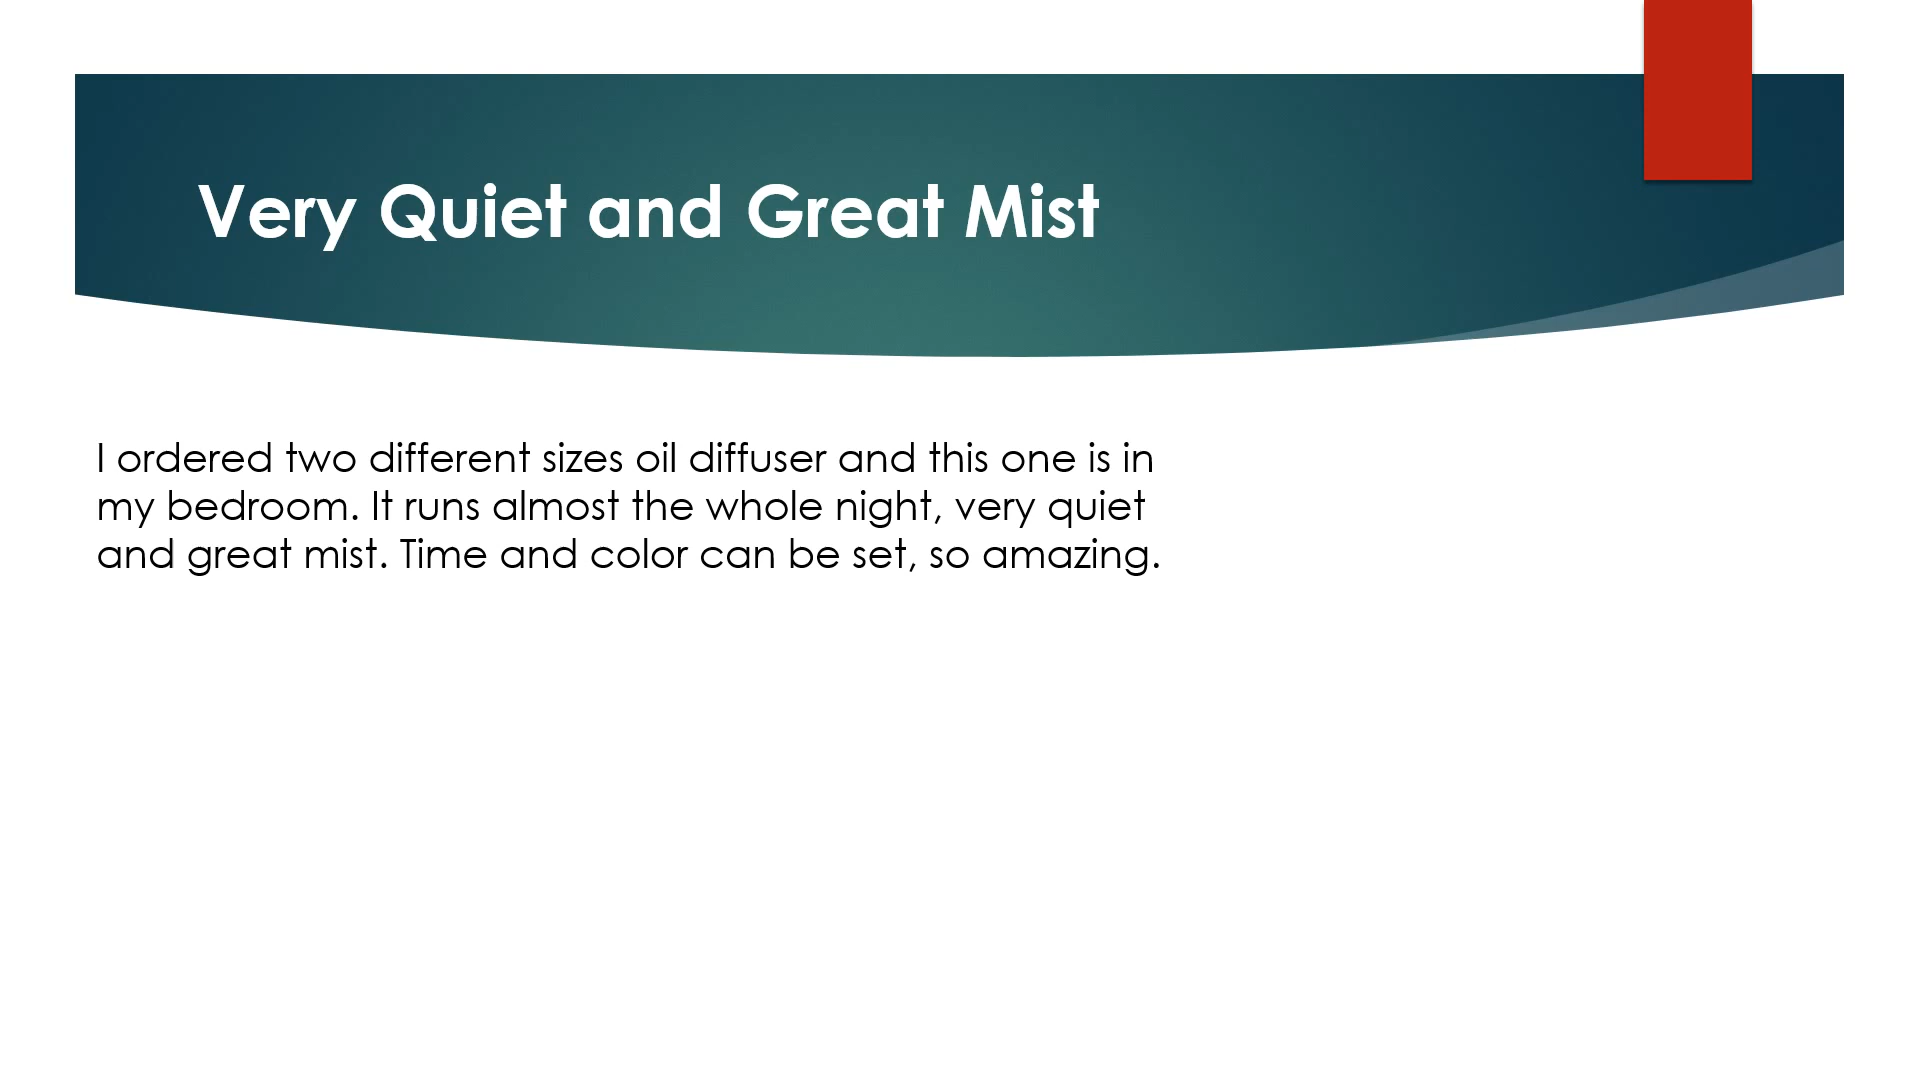 Very Quiet and Great Mist
I ordered two different sizes oil diffuser and this one is in
my bedroom. It runs almost the whole night, very quiet
and great mist. Time and color can be set, so amazing.